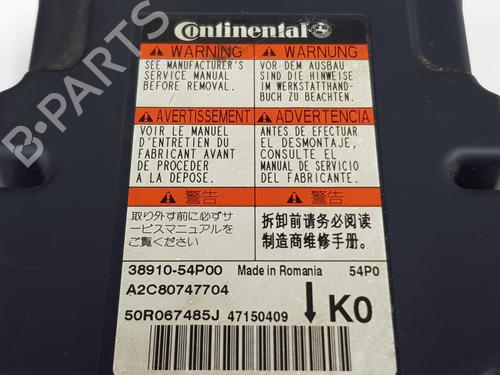 Continental
WARNING
SEE MANUFACTURER'S
SERVICE MANUAL
BEFORE REMOVAL.
WARNUNG
VOR DEM AUSBAU
SIND DIE HINWEISE
IM WERKSTATTHAND-
BUCH ZU BEACHTEN.
AVERTISSEMENT
VOIR LE MANUEL
D'ENTRETIEN DU
FABRICANT AVANT
DE PROCEDER
A LA DEPOSE.
ADVERTENCIA
ANTES DE EFECTUAR
EL DESMONTAJE,
CONSULTE EL
MANUAL DE SERVICIO
DEL FABRICANTE.
警告
取り外す前に必ずサ
ービスマニュアルを
ご覧ください
警告
拆卸前请务必阅读
制造商维修手册.
38910-54P00 Made in Romania 54P0
A2C80747704
50R067485J 47150409 ↓ K0
B-PARTS